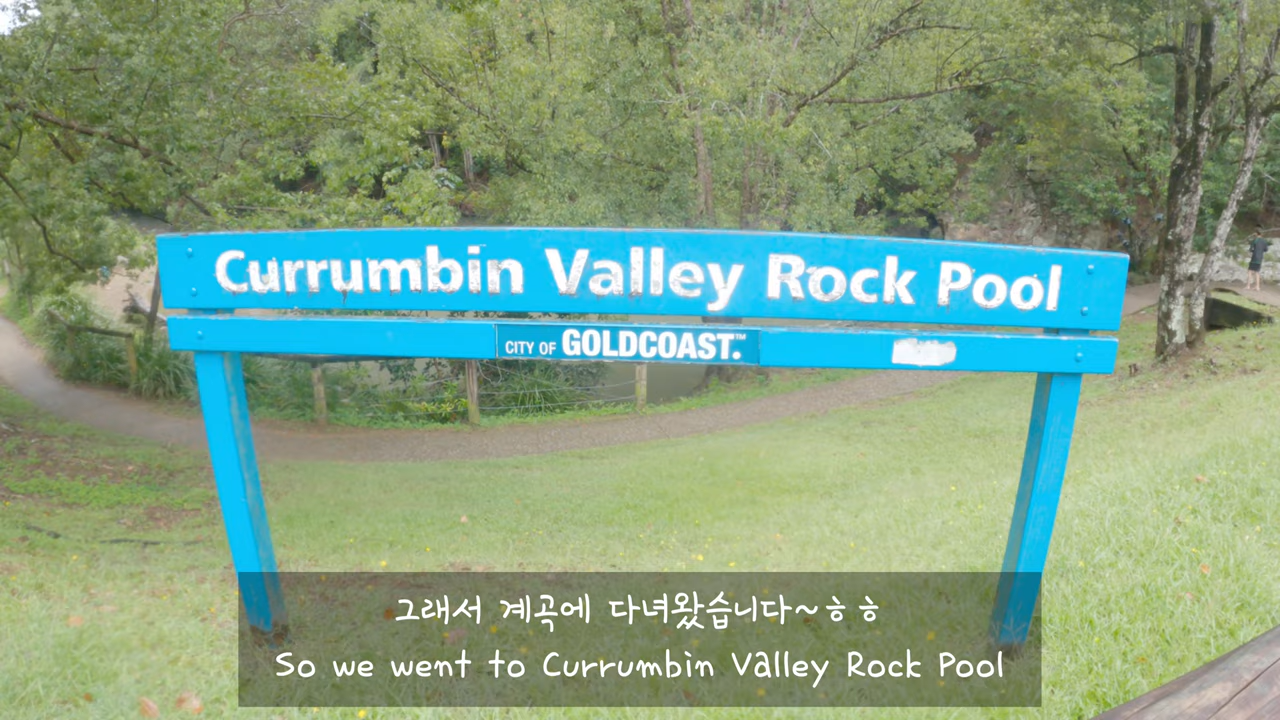 Currumbin Valley Rock Pool
CITY OF GOLDCOAST.™
그래서 계곡에 다녀왔습니다~ㅎㅎ
So we went to Currumbin Valley Rock Pool